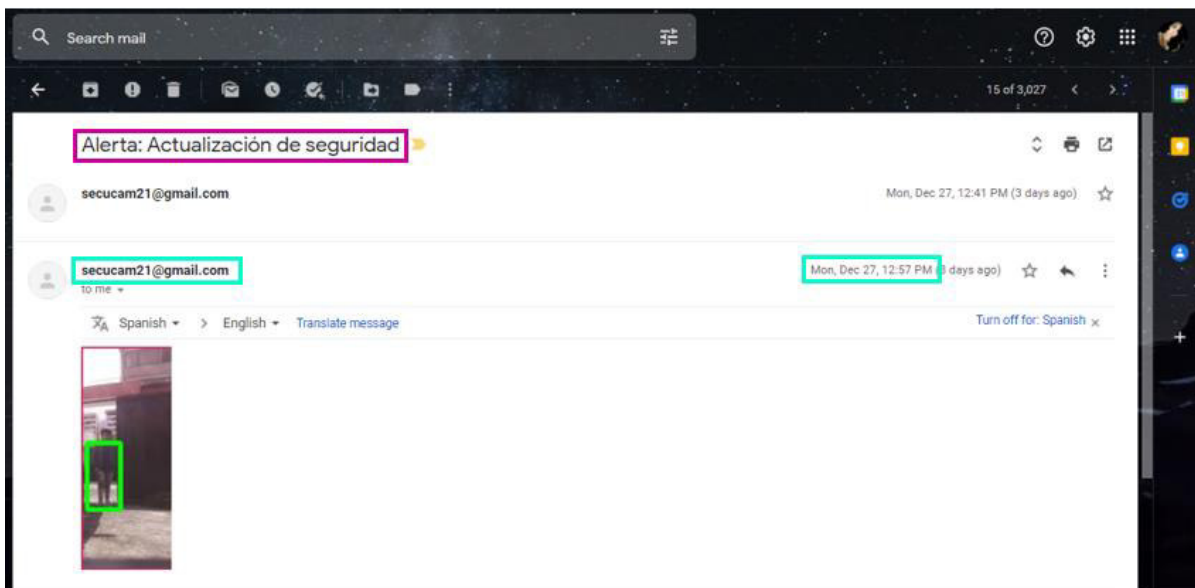 Search mail
15 of 3,027
Alerta: Actualización de seguridad
secucam21@gmail.com Mon, Dec 27, 12:41 PM (3 days ago)
secucam21@gmail.com Mon, Dec 27, 12:57 PM (3 days ago)
to me
Spanish > English Translate message Turn off for: Spanish x